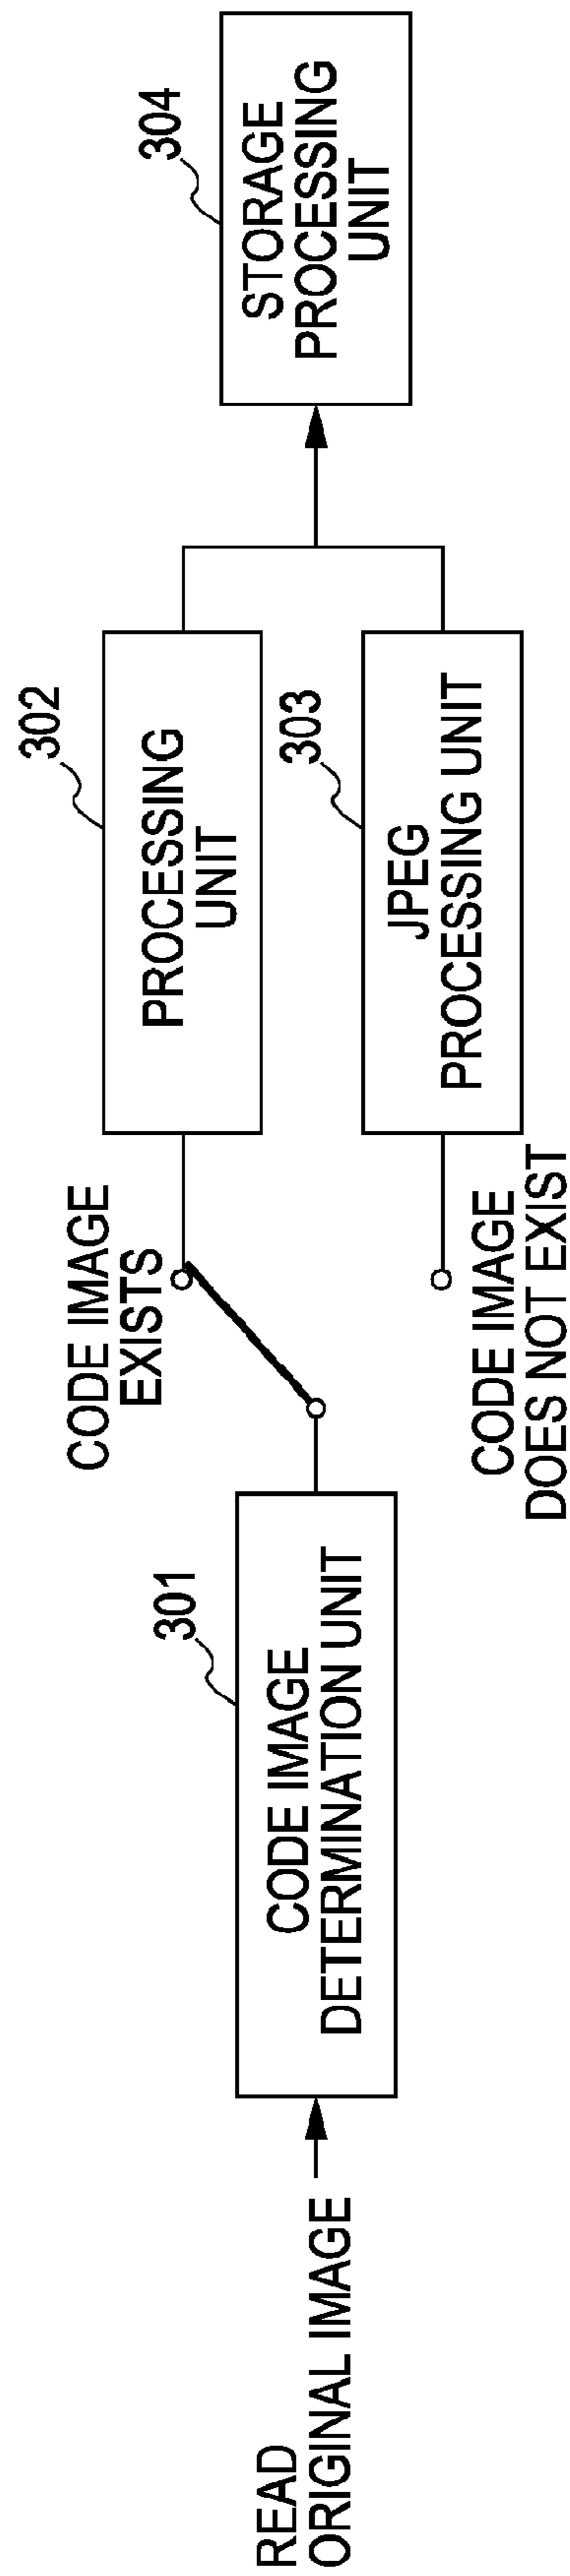 READ
ORIGINAL IMAGE
301
CODE IMAGE
DETERMINATION UNIT
CODE IMAGE
EXISTS
CODE IMAGE
DOES NOT EXIST
302
PROCESSING
UNIT
303
JPEG
PROCESSING UNIT
304
STORAGE
PROCESSING
UNIT